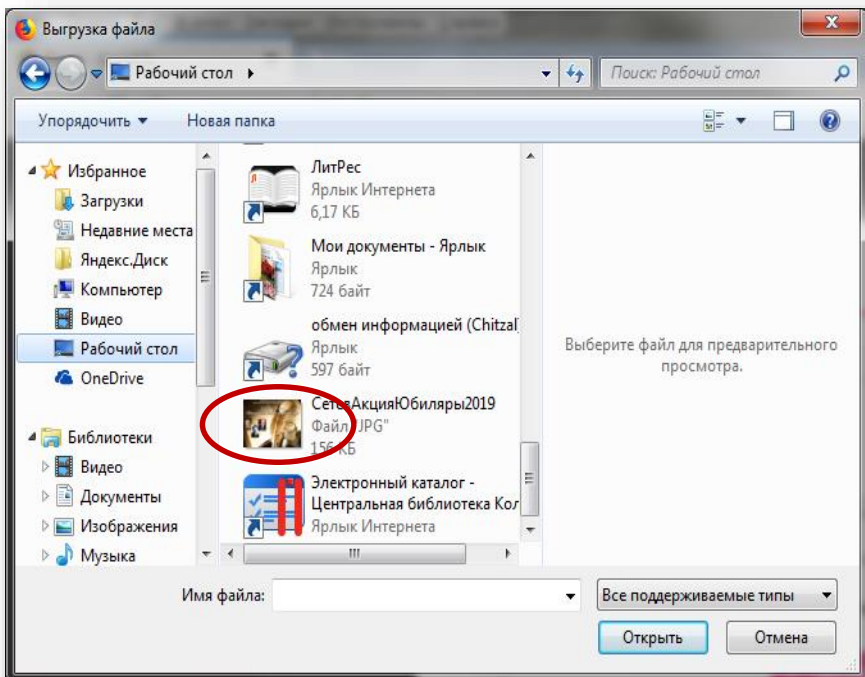 Выгрузка файла
Рабочий стол
Поиск: Рабочий стол
Упорядочить
Новая папка
Избранное
Загрузки
Недавние места
Яндекс.Диск
Компьютер
Видео
Рабочий стол
OneDrive
Библиотеки
Видео
Документы
Изображения
Музыка
ЛитРес
Ярлык Интернета
6,17 КБ
Мои документы - Ярлык
Ярлык
724 байт
обмен информацией (Chitzal
Ярлык
597 байт
СетевАкцияЮбиляры2019
Файл "JPG"
156 КБ
Электронный каталог -
Центральная библиотека Кол
Ярлык Интернета
Выберите файл для предварительного
просмотра.
Имя файла:
Все поддерживаемые типы
Открыть
Отмена